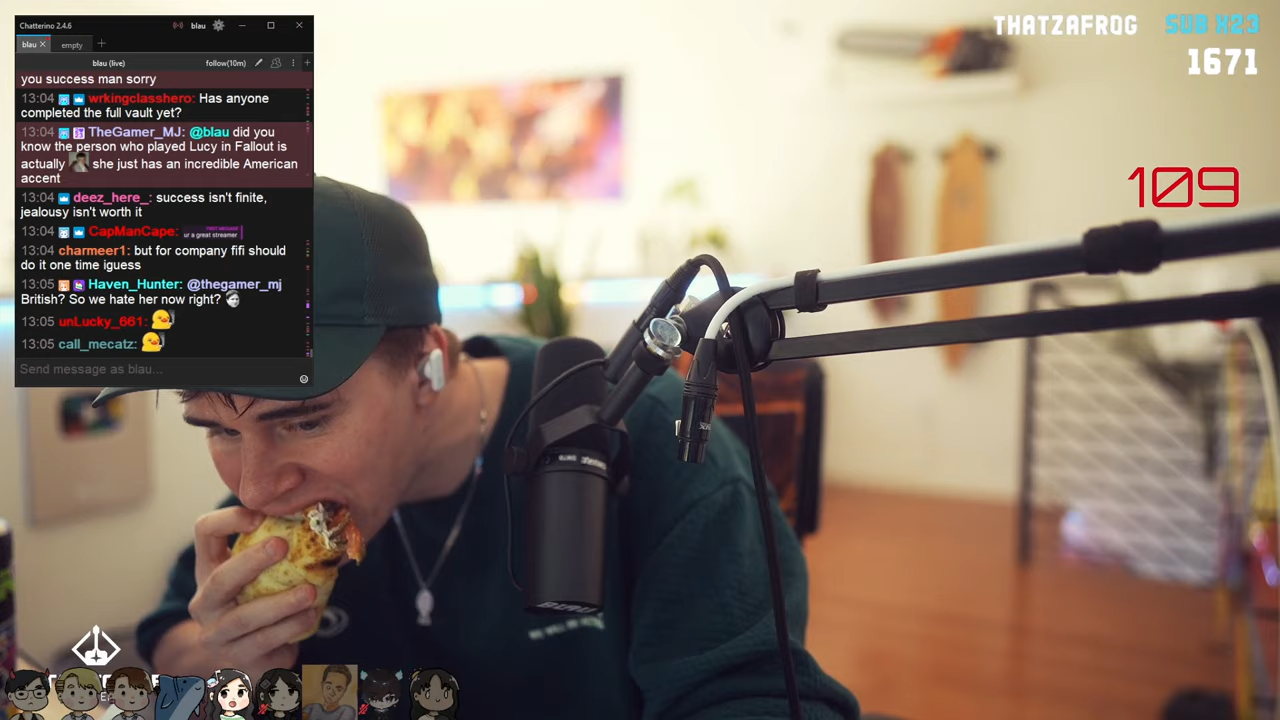 Chatterino 2.4.6
blau
blau
empty
blau (live)
follow(10m)
you success man sorry
13:04 wrkingclasshero: Has anyone
completed the full vault yet?
13:04 TheGamer_MJ: @blau did you
know the person who played Lucy in Fallout is
actually she just has an incredible American
accent
13:04 deez_here_: success isn't finite,
jealousy isn't worth it
13:04 CapManCape: ur a great streamer
13:04 charmeer1: but for company fifi should
do it one time iguess
13:05 Haven_Hunter: @thegamer_mj
British? So we hate her now right?
13:05 unLucky_661:
13:05 call_mecatz:
Send message as blau...
THATZAFROG SUB X23
1671
109
BLAU